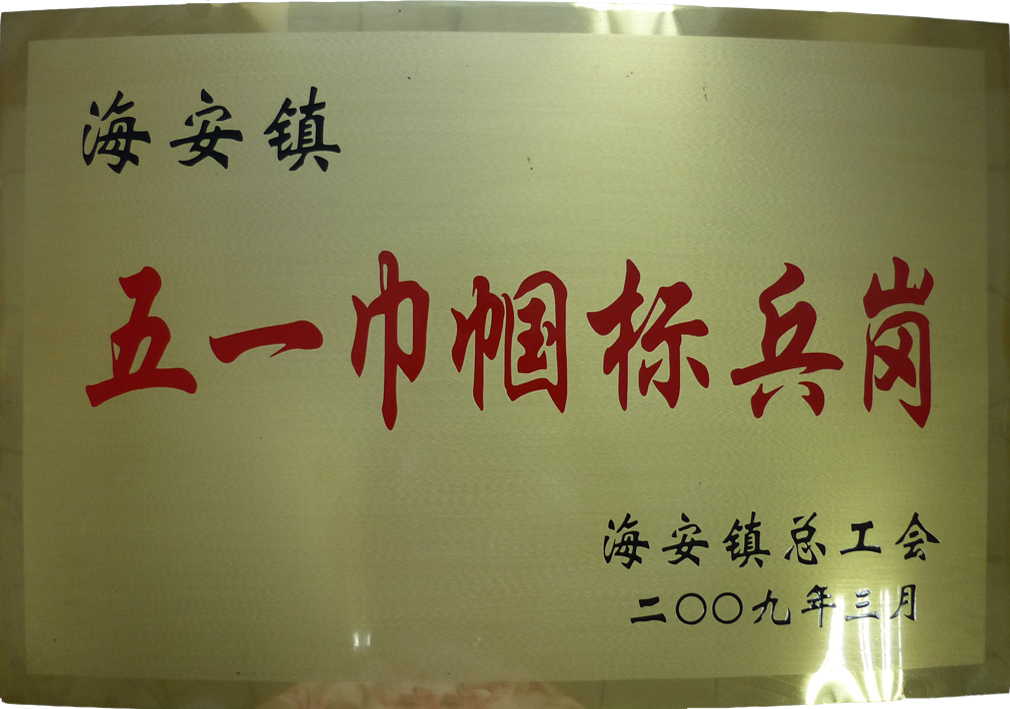 海安镇
五一巾帼标兵岗
海安镇总工会
二〇〇九年三月